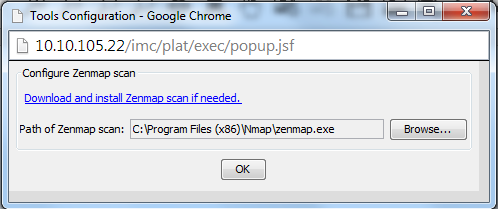 Tools Configuration - Google Chrome
10.10.105.22/imc/plat/exec/popup.jsf
Configure Zenmap scan
Download and install Zenmap scan if needed.
Path of Zenmap scan: C:\Program Files (x86)\Nmap\zenmap.exe Browse...
OK